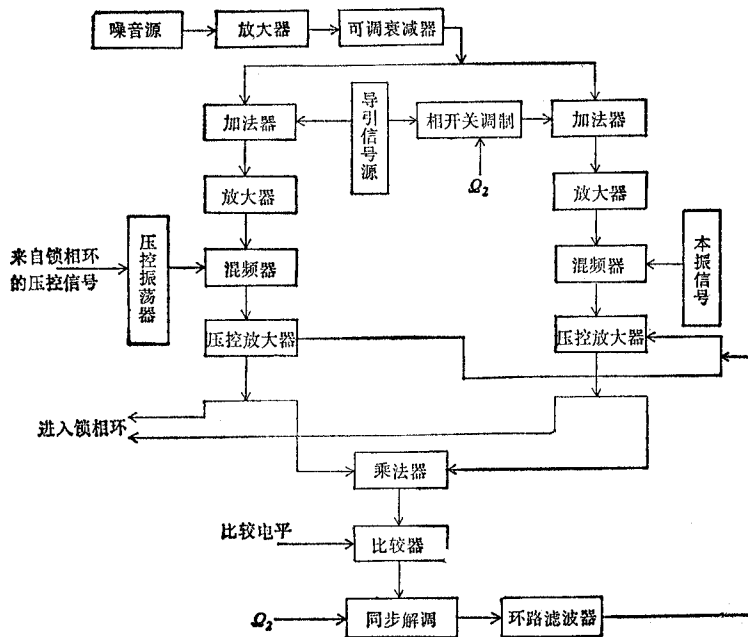 噪音源
放大器
可调衰减器
加法器
导引信号源
相开关调制
加法器
Ω₂
放大器
放大器
来自锁相环
的压控信号
压控振荡器
混频器
混频器
本振信号
压控放大器
压控放大器
进入锁相环
乘法器
比较电平
比较器
Ω₂
同步解调
环路滤波器